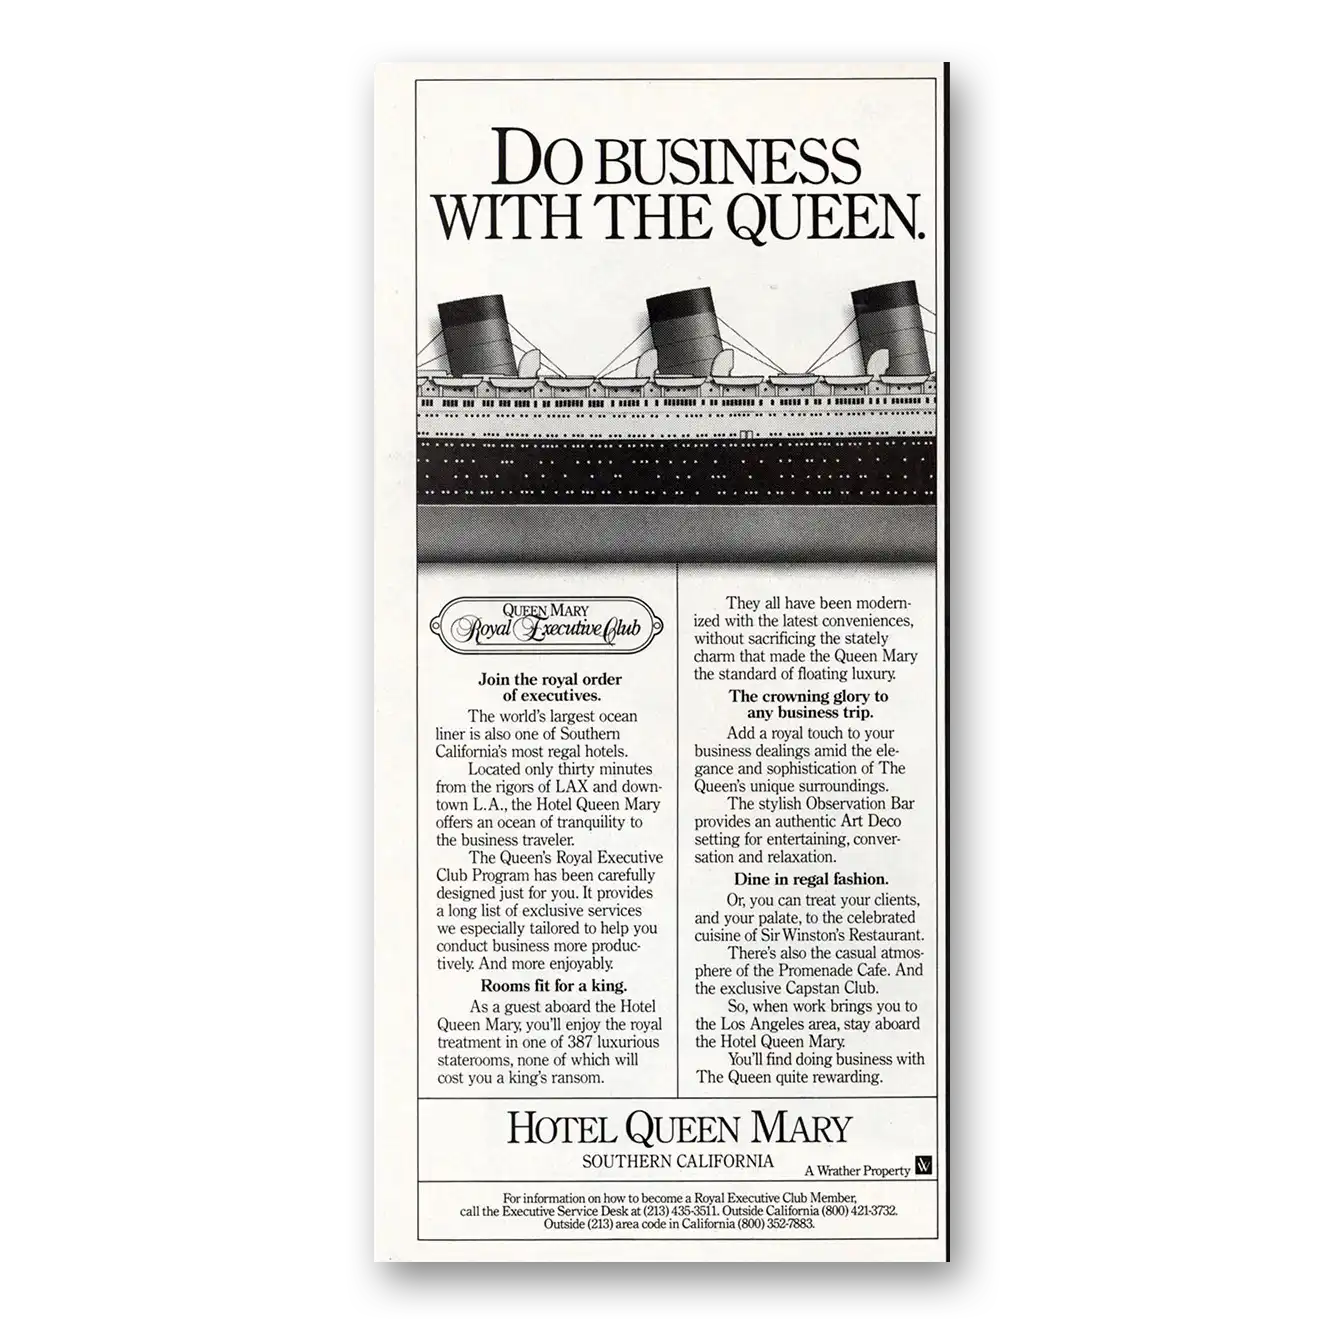 DO BUSINESS
WITH THE QUEEN.
QUEEN MARY
Royal Executive Club
Join the royal order
of executives.
The world's largest ocean
liner is also one of Southern
California's most regal hotels.
Located only thirty minutes
from the rigors of LAX and down-
town L.A., the Hotel Queen Mary
offers an ocean of tranquility to
the business traveler.
The Queen's Royal Executive
Club Program has been carefully
designed just for you. It provides
a long list of exclusive services
we especially tailored to help you
conduct business more produc-
tively. And more enjoyably.
Rooms fit for a king.
As a guest aboard the Hotel
Queen Mary, you'll enjoy the royal
treatment in one of 387 luxurious
staterooms, none of which will
cost you a king's ransom.
They all have been modern-
ized with the latest conveniences,
without sacrificing the stately
charm that made the Queen Mary
the standard of floating luxury.
The crowning glory to
any business trip.
Add a royal touch to your
business dealings amid the ele-
gance and sophistication of The
Queen's unique surroundings.
The stylish Observation Bar
provides an authentic Art Deco
setting for entertaining, conver-
sation and relaxation.
Dine in regal fashion.
Or, you can treat your clients,
and your palate, to the celebrated
cuisine of Sir Winston's Restaurant.
There's also the casual atmos-
phere of the Promenade Cafe. And
the exclusive Capstan Club.
So, when work brings you to
the Los Angeles area, stay aboard
the Hotel Queen Mary.
You'll find doing business with
The Queen quite rewarding.
HOTEL QUEEN MARY
SOUTHERN CALIFORNIA
A Wrather Property W
For information on how to become a Royal Executive Club Member,
call the Executive Service Desk at (213) 435-3511. Outside California (800) 421-3732.
Outside (213) area code in California (800) 352-7883.